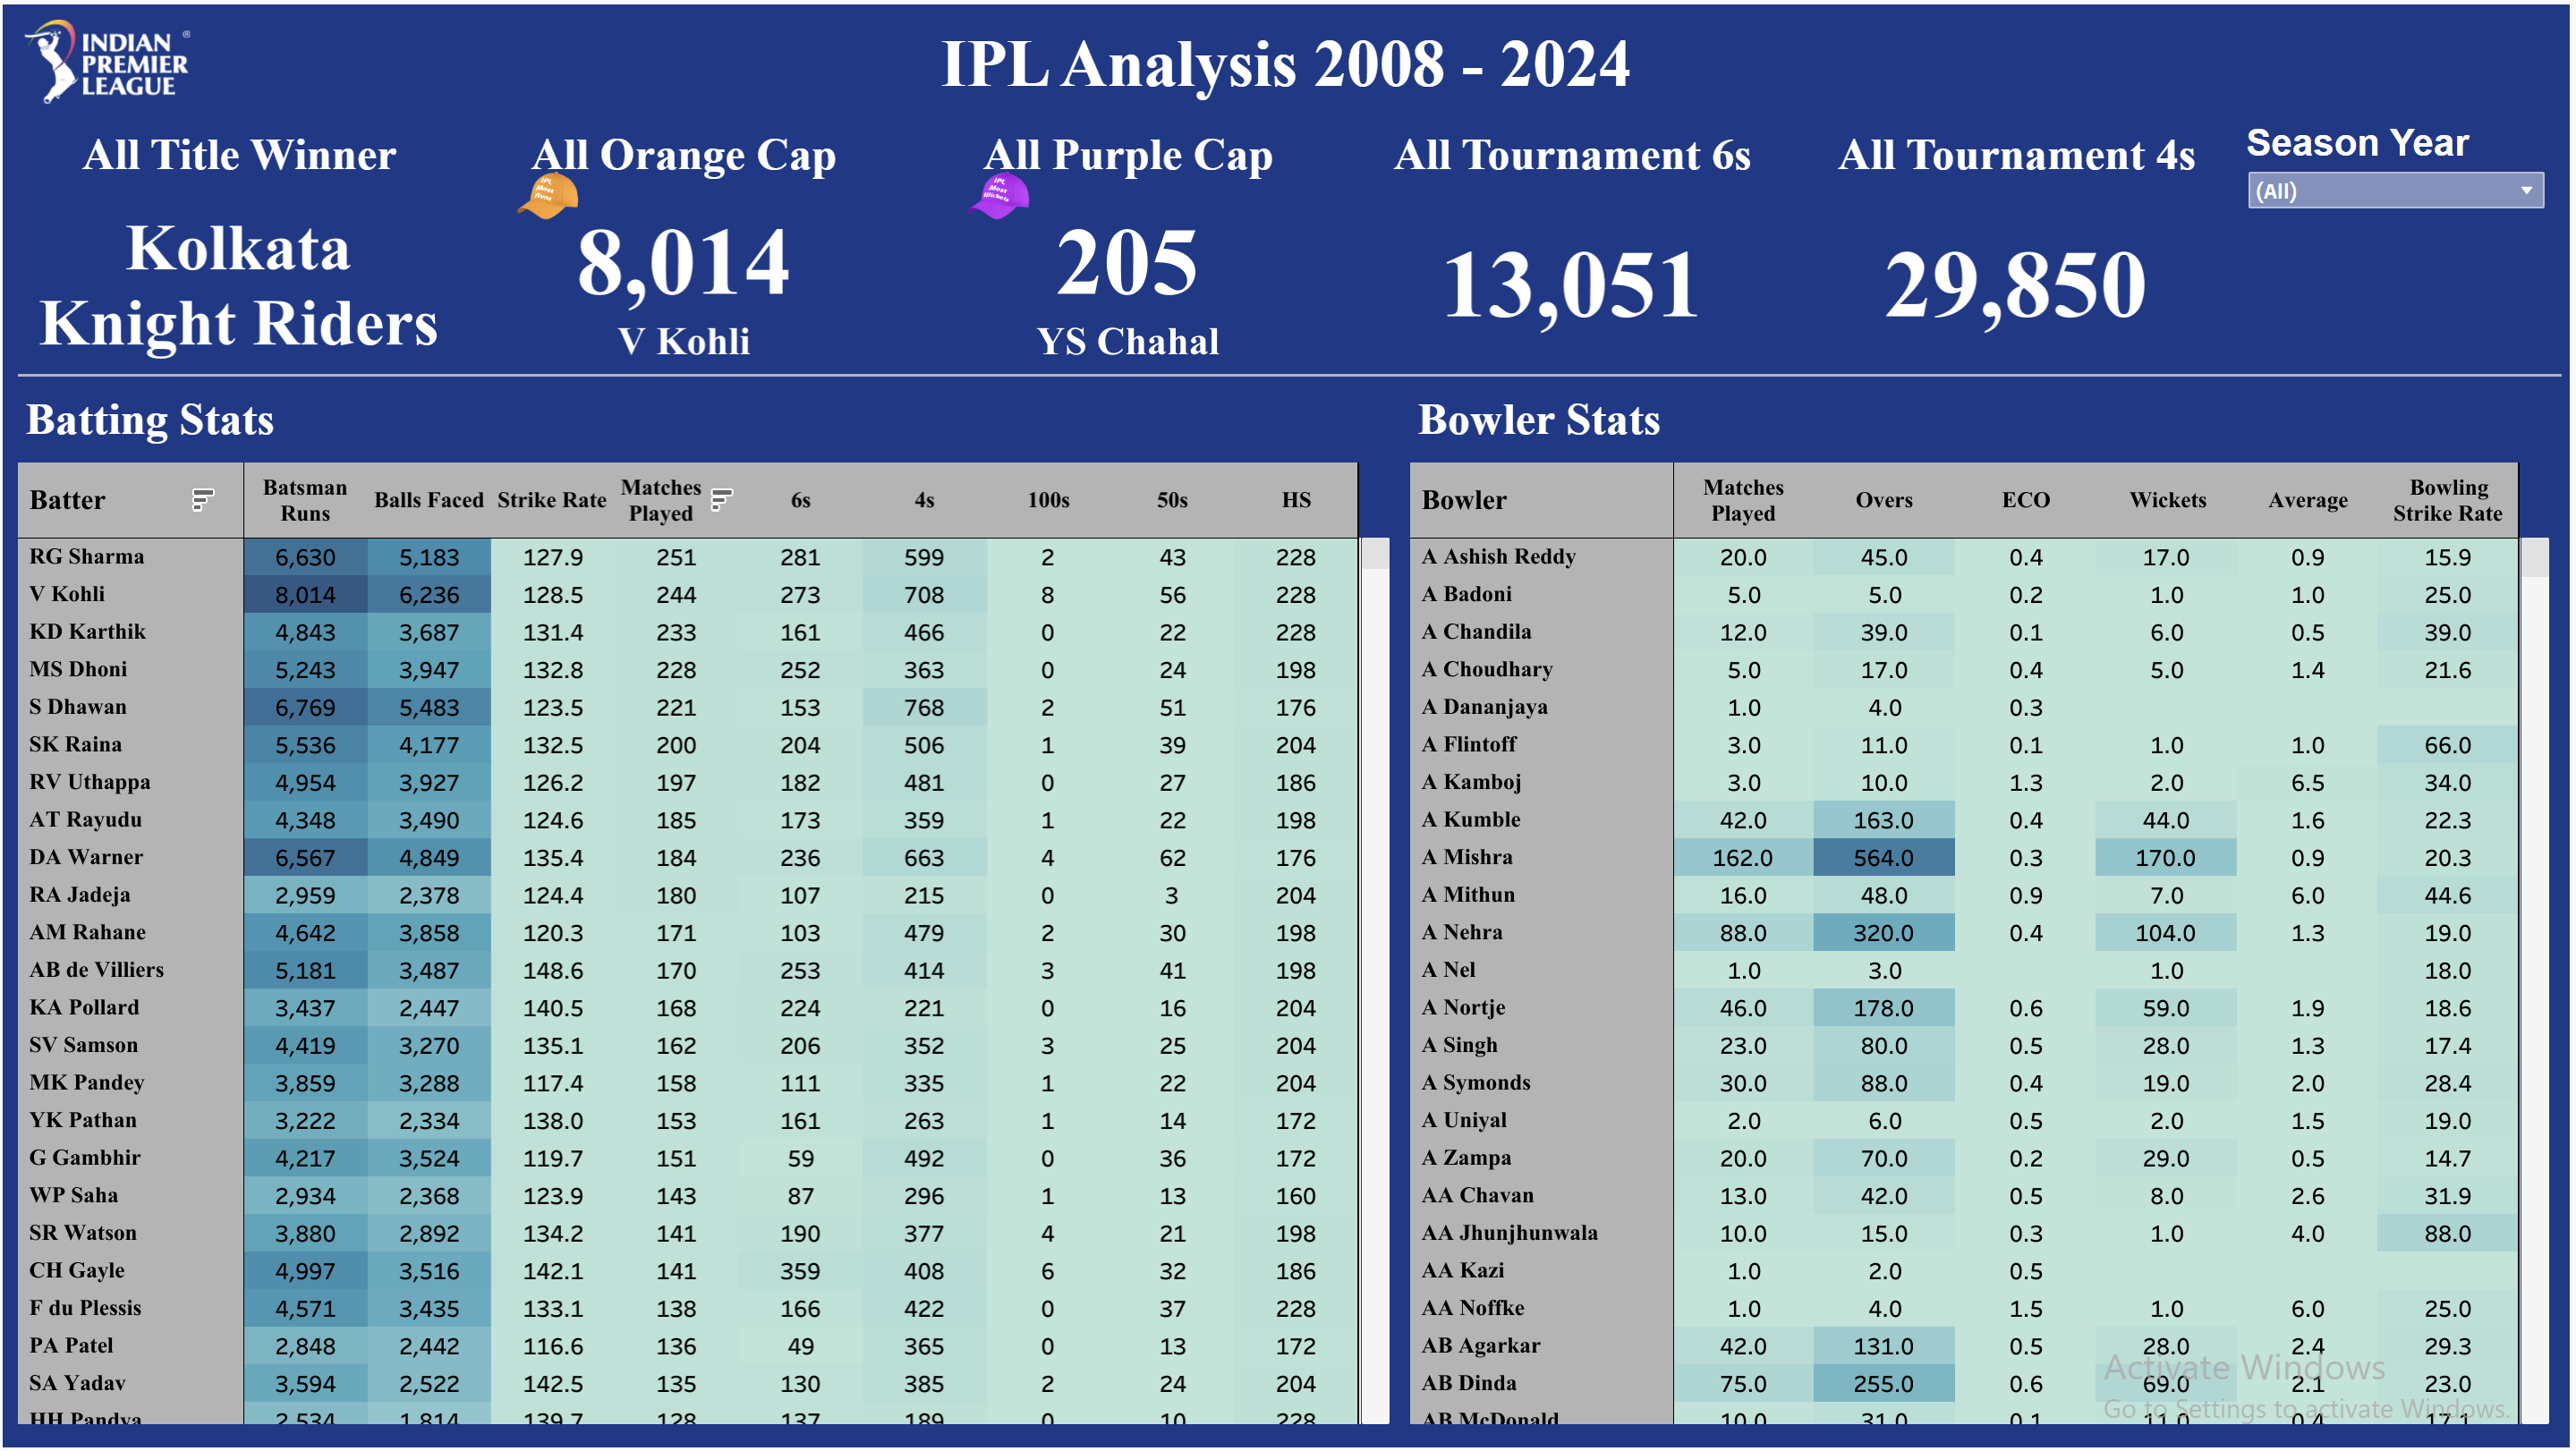 INDIAN ®
PREMIER
LEAGUE
IPL Analysis 2008 - 2024
All Title Winner
Kolkata
Knight Riders
All Orange Cap
IPL
Most
Runs
8,014
V Kohli
All Purple Cap
IPL
Most
Wickets
205
YS Chahal
All Tournament 6s
13,051
All Tournament 4s
29,850
Season Year
(All)
Batting Stats
Batter Batsman Runs Balls Faced Strike Rate Matches Played 6s 4s 100s 50s HS
RG Sharma 6,630 5,183 127.9 251 281 599 2 43 228
V Kohli 8,014 6,236 128.5 244 273 708 8 56 228
KD Karthik 4,843 3,687 131.4 233 161 466 0 22 228
MS Dhoni 5,243 3,947 132.8 228 252 363 0 24 198
S Dhawan 6,769 5,483 123.5 221 153 768 2 51 176
SK Raina 5,536 4,177 132.5 200 204 506 1 39 204
RV Uthappa 4,954 3,927 126.2 197 182 481 0 27 186
AT Rayudu 4,348 3,490 124.6 185 173 359 1 22 198
DA Warner 6,567 4,849 135.4 184 236 663 4 62 176
RA Jadeja 2,959 2,378 124.4 180 107 215 0 3 204
AM Rahane 4,642 3,858 120.3 171 103 479 2 30 198
AB de Villiers 5,181 3,487 148.6 170 253 414 3 41 198
KA Pollard 3,437 2,447 140.5 168 224 221 0 16 204
SV Samson 4,419 3,270 135.1 162 206 352 3 25 204
MK Pandey 3,859 3,288 117.4 158 111 335 1 22 204
YK Pathan 3,222 2,334 138.0 153 161 263 1 14 172
G Gambhir 4,217 3,524 119.7 151 59 492 0 36 172
WP Saha 2,934 2,368 123.9 143 87 296 1 13 160
SR Watson 3,880 2,892 134.2 141 190 377 4 21 198
CH Gayle 4,997 3,516 142.1 141 359 408 6 32 186
F du Plessis 4,571 3,435 133.1 138 166 422 0 37 228
PA Patel 2,848 2,442 116.6 136 49 365 0 13 172
SA Yadav 3,594 2,522 142.5 135 130 385 2 24 204
HH Pandya 2,534 1,814 139.7 128 137 189 0 10 228
Bowler Stats
Bowler Matches Played Overs ECO Wickets Average Bowling Strike Rate
A Ashish Reddy 20.0 45.0 0.4 17.0 0.9 15.9
A Badoni 5.0 5.0 0.2 1.0 1.0 25.0
A Chandila 12.0 39.0 0.1 6.0 0.5 39.0
A Choudhary 5.0 17.0 0.4 5.0 1.4 21.6
A Dananjaya 1.0 4.0 0.3
A Flintoff 3.0 11.0 0.1 1.0 1.0 66.0
A Kamboj 3.0 10.0 1.3 2.0 6.5 34.0
A Kumble 42.0 163.0 0.4 44.0 1.6 22.3
A Mishra 162.0 564.0 0.3 170.0 0.9 20.3
A Mithun 16.0 48.0 0.9 7.0 6.0 44.6
A Nehra 88.0 320.0 0.4 104.0 1.3 19.0
A Nel 1.0 3.0 1.0 18.0
A Nortje 46.0 178.0 0.6 59.0 1.9 18.6
A Singh 23.0 80.0 0.5 28.0 1.3 17.4
A Symonds 30.0 88.0 0.4 19.0 2.0 28.4
A Uniyal 2.0 6.0 0.5 2.0 1.5 19.0
A Zampa 20.0 70.0 0.2 29.0 0.5 14.7
AA Chavan 13.0 42.0 0.5 8.0 2.6 31.9
AA Jhunjhunwala 10.0 15.0 0.3 1.0 4.0 88.0
AA Kazi 1.0 2.0 0.5
AA Noffke 1.0 4.0 1.5 1.0 6.0 25.0
AB Agarkar 42.0 131.0 0.5 28.0 2.4 29.3
AB Dinda 75.0 255.0 0.6 69.0 2.1 23.0
AB McDonald 10.0 31.0 0.1 11.0 0.4 17.1
Activate Windows
Go to Settings to activate Windows.